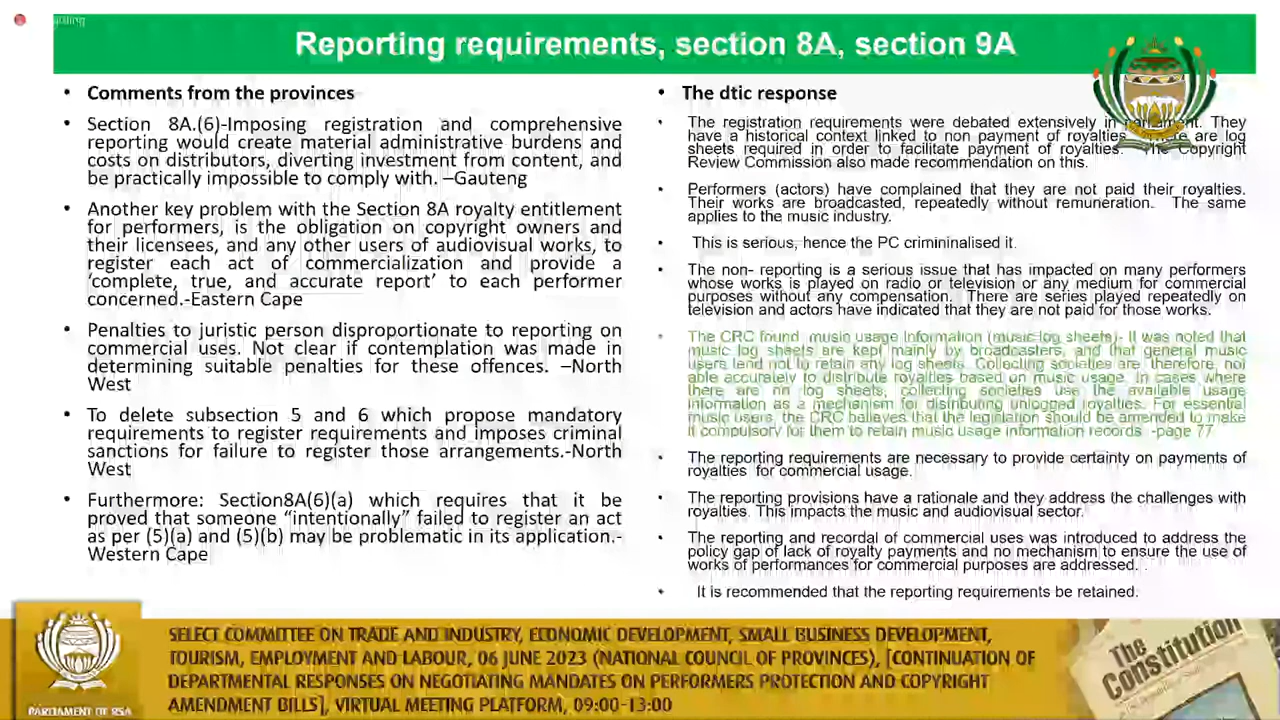 Reporting requirements, section 8A, section 9A
• Comments from the provinces
• Section 8A.(6)-Imposing registration and comprehensive
reporting would create material administrative burdens and
costs on distributors, diverting investment from content, and
be practically impossible to comply with. –Gauteng
• Another key problem with the Section 8A royalty entitlement
for performers, is the obligation on copyright owners and
their licensees, and any other users of audiovisual works, to
register each act of commercialization and provide a
‘complete, true, and accurate report’ to each performer
concerned.-Eastern Cape
• Penalties to juristic person disproportionate to reporting on
commercial uses. Not clear if contemplation was made in
determining suitable penalties for these offences. –North
West
• To delete subsection 5 and 6 which propose mandatory
requirements to register requirements and imposes criminal
sanctions for failure to register those arrangements.-North
West
• Furthermore: Section8A(6)(a) which requires that it be
proved that someone “intentionally” failed to register an act
as per (5)(a) and (5)(b) may be problematic in its application.-
Western Cape
• The dtic response
• The registration requirements were debated extensively in They
have a historical context linked to non payment of royalties are log
sheets required in order to facilitate payment of royalties. The Copyright
Review Commission also made recommendation on this.
• Performers (actors) have complained that they are not paid their royalties.
Their works are broadcasted, repeatedly without remuneration. The same
applies to the music industry.
• This is serious, hence the PC crimininalised it.
• The non- reporting is a serious issue that has impacted on many performers
whose works is played on radio or television or any medium for commercial
purposes without any compensation. There are series played repeatedly on
television and actors have indicated that they are not paid for those works.
• The CRC found music usage Information (music log sheets)- It was noted that
music log sheets are kept mainly by broadcasters, and that general music
users tend not to retain any log sheets. Collecting societies are therefore, not
able accurately to distribute royalties based on music usage. In cases where
there are no log sheets, collecting societies use the available usage
information as a mechanism for distributing unlogged royalties. For essential
music users, the CRC believes that the legislation should be amended to make
it compulsory for them to retain music usage information records -page 77
• The reporting requirements are necessary to provide certainty on payments of
royalties for commercial usage.
• The reporting provisions have a rationale and they address the challenges with
royalties. This impacts the music and audiovisual sector.
• The reporting and recordal of commercial uses was introduced to address the
policy gap of lack of royalty payments and no mechanism to ensure the use of
works of performances for commercial purposes are addressed. .
• It is recommended that the reporting requirements be retained.
PARLIAMENT OF RSA
SELECT COMMITTEE ON TRADE AND INDUSTRY, ECONOMIC DEVELOPMENT, SMALL BUSINESS DEVELOPMENT,
TOURISM, EMPLOYMENT AND LABOUR, 06 JUNE 2023 (NATIONAL COUNCIL OF PROVINCES), [CONTINUATION OF
DEPARTMENTAL RESPONSES ON NEGOTIATING MANDATES ON PERFORMERS PROTECTION AND COPYRIGHT
AMENDMENT BILLS], VIRTUAL MEETING PLATFORM, 09:00-13:00
The
Constitution